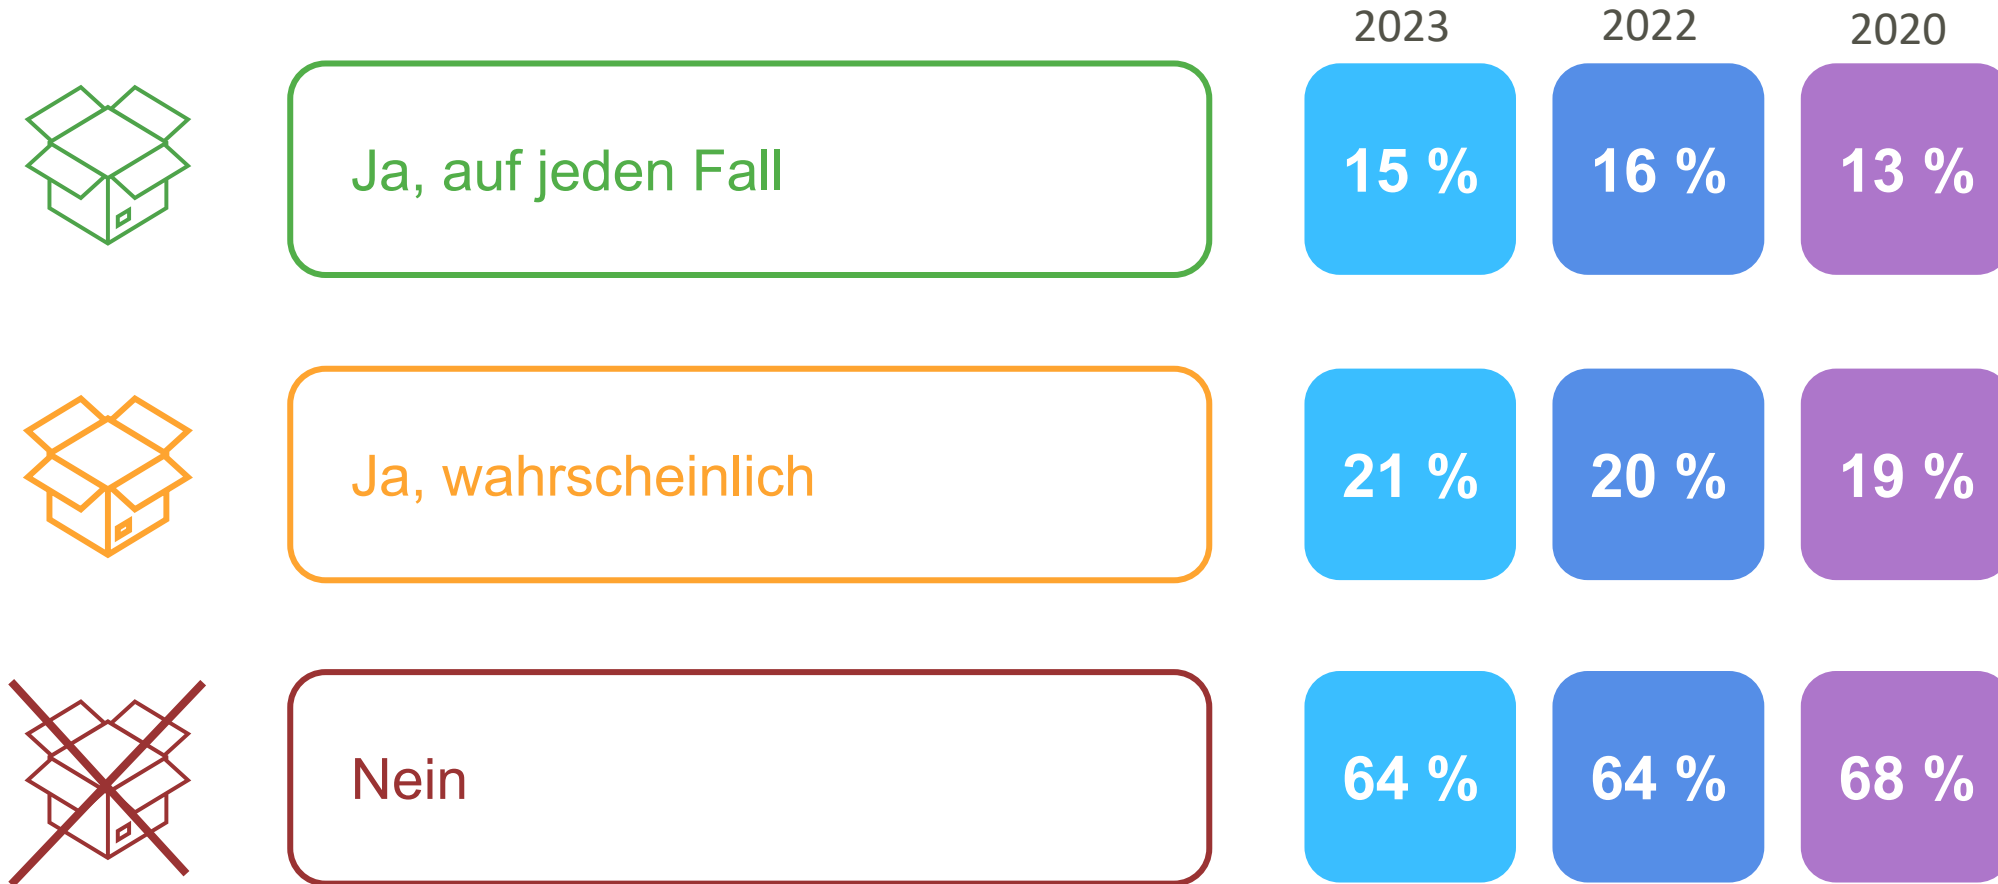 2023 2022 2020
Ja, auf jeden Fall 15 % 16 % 13 %
Ja, wahrscheinlich 21 % 20 % 19 %
Nein 64 % 64 % 68 %